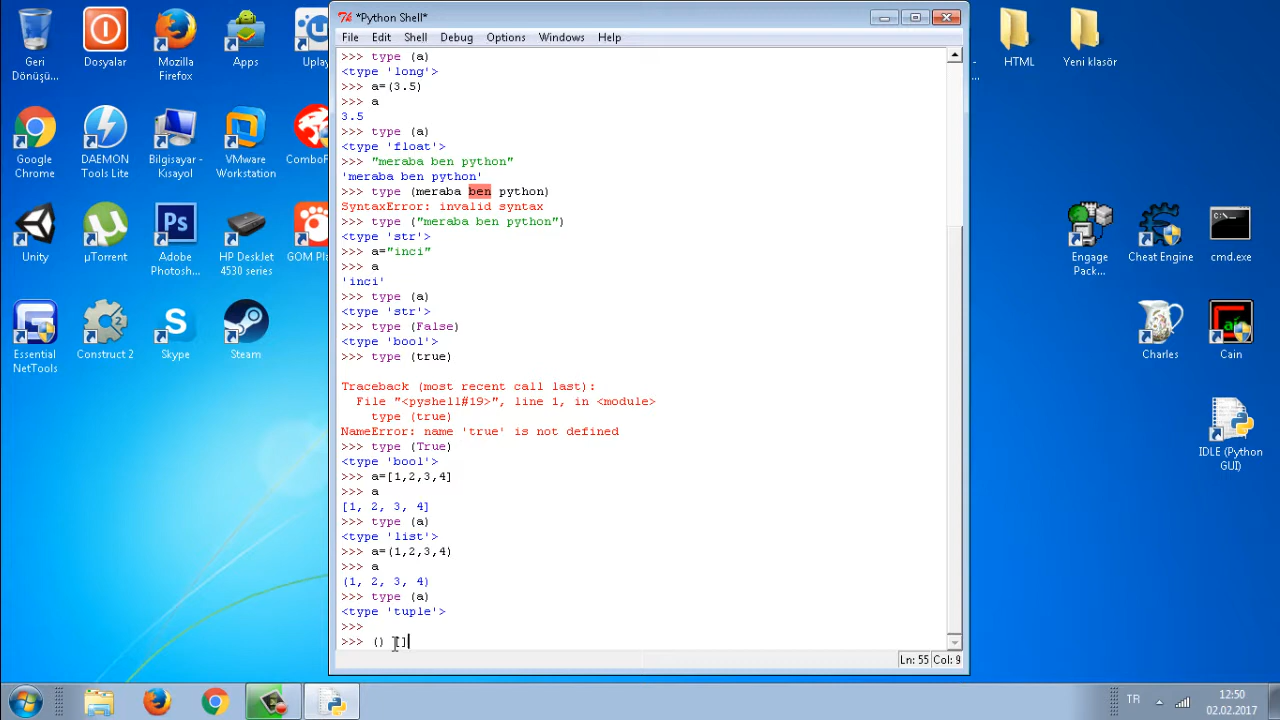 *Python Shell*
File Edit Shell Debug Options Windows Help
>>> type (a)
<type 'long'>
>>> a=(3.5)
>>> a
3.5
>>> type (a)
<type 'float'>
>>> "meraba ben python"
'meraba ben python'
>>> type (meraba ben python)
SyntaxError: invalid syntax
>>> type ("meraba ben python")
<type 'str'>
>>> a="inci"
>>> a
'inci'
>>> type (a)
<type 'str'>
>>> type (False)
<type 'bool'>
>>> type (true)
Traceback (most recent call last):
File "<pyshell#19>", line 1, in <module>
type (true)
NameError: name 'true' is not defined
>>> type (True)
<type 'bool'>
>>> a=[1,2,3,4]
>>> a
[1, 2, 3, 4]
>>> type (a)
<type 'list'>
>>> a=(1,2,3,4)
>>> a
(1, 2, 3, 4)
>>> type (a)
<type 'tuple'>
>>>
>>> () []
Ln: 55 Col: 9
Geri
Dönüşü...
Dosyalar
Mozilla
Firefox
Apps
Uplay
Google
Chrome
DAEMON
Tools Lite
Bilgisayar -
Kısayol
VMware
Workstation
ComboF
Unity
µTorrent
Adobe
Photosh...
HP DeskJet
4530 series
GOM Pla
Essential
NetTools
Construct 2
Skype
Steam
HTML
Yeni klasör
Engage
Pack...
Cheat Engine
cmd.exe
Charles
Cain
IDLE (Python
GUI)
TR
12:50
02.02.2017